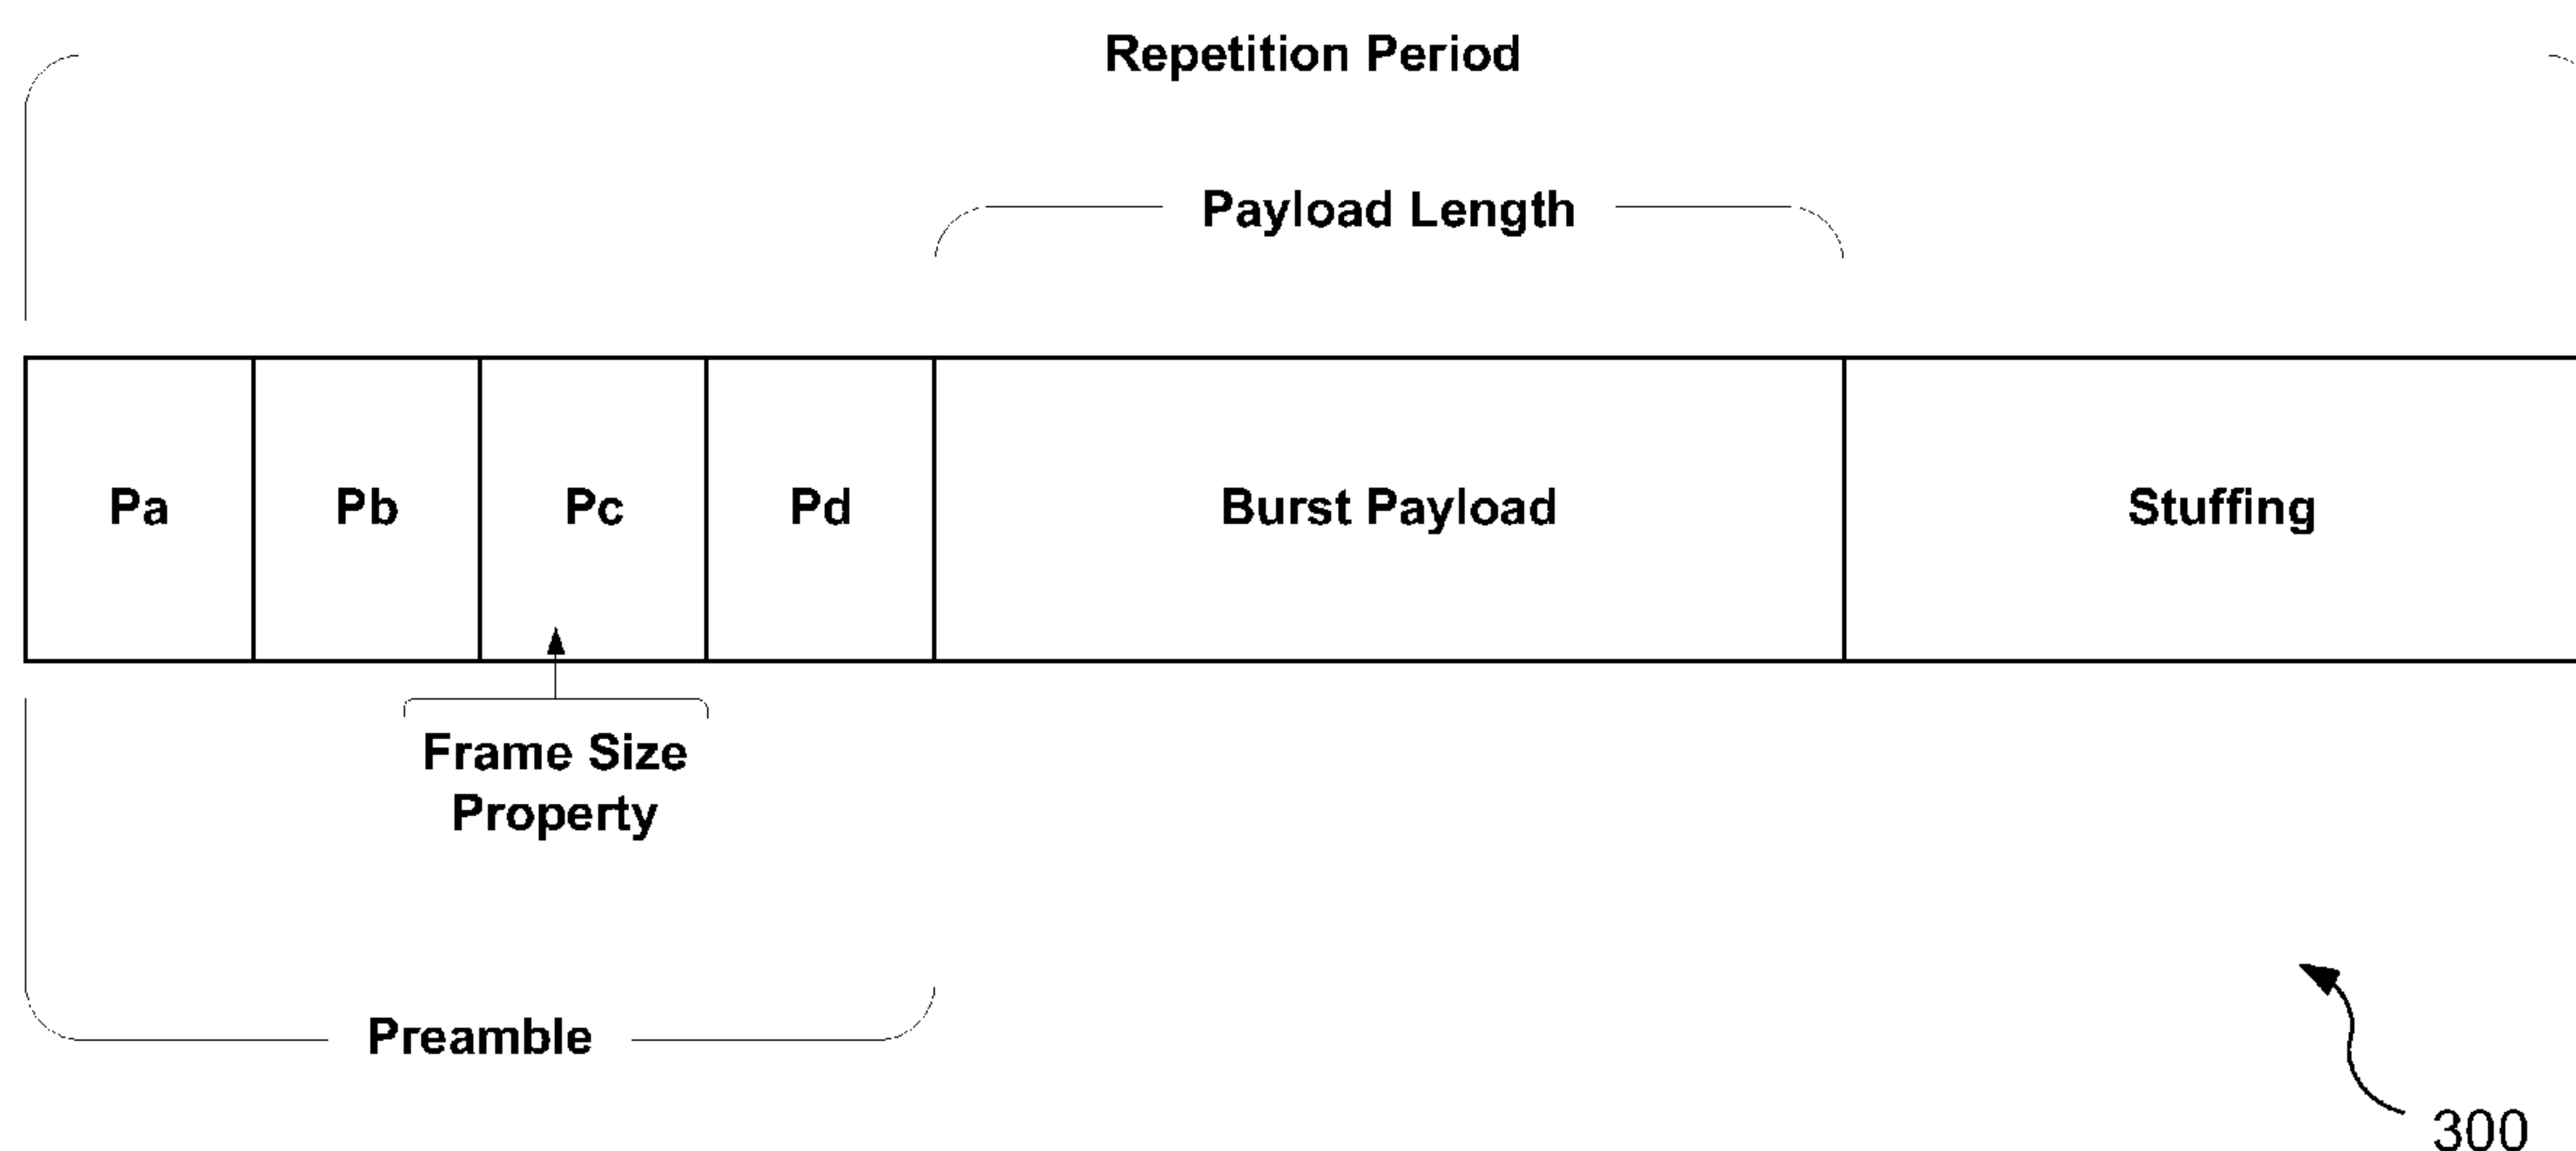 Repetition Period
Payload Length
Pa
Pb
Pc
Pd
Burst Payload
Stuffing
Frame Size
Property
Preamble
300